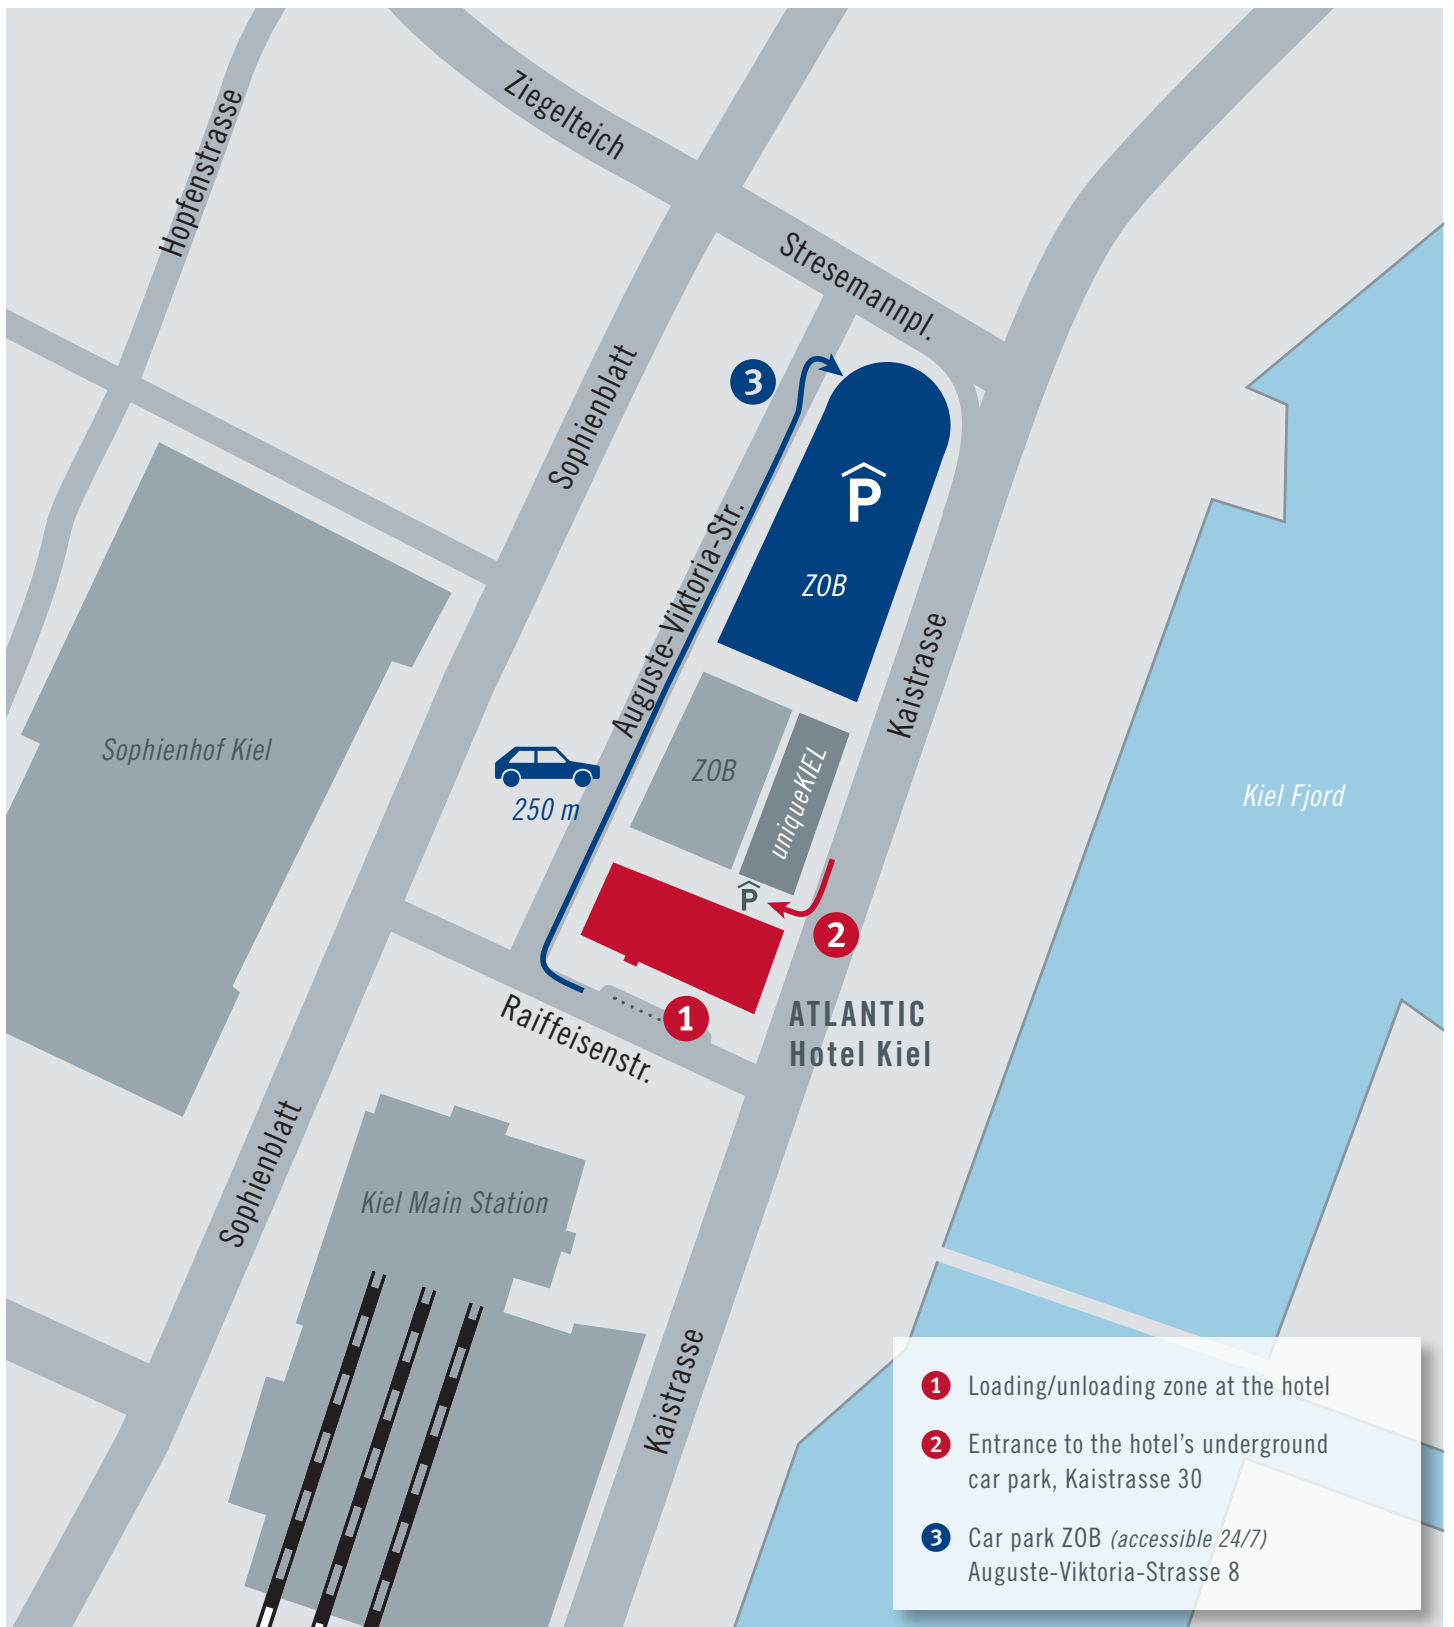 Ziegelteich
Hopfenstrasse
Stresemannpl.
Sophienblatt
3
P
ZOB
Auguste-Viktoria-Str.
Kaistrasse
Sophienhof Kiel
ZOB
uniqueKIEL
250 m
Kiel Fjord
P
2
1
ATLANTIC
Hotel Kiel
Raiffeisenstr.
Sophienblatt
Kiel Main Station
Kaistrasse
1 Loading/unloading zone at the hotel
2 Entrance to the hotel’s underground
car park, Kaistrasse 30
3 Car park ZOB (accessible 24/7)
Auguste-Viktoria-Strasse 8